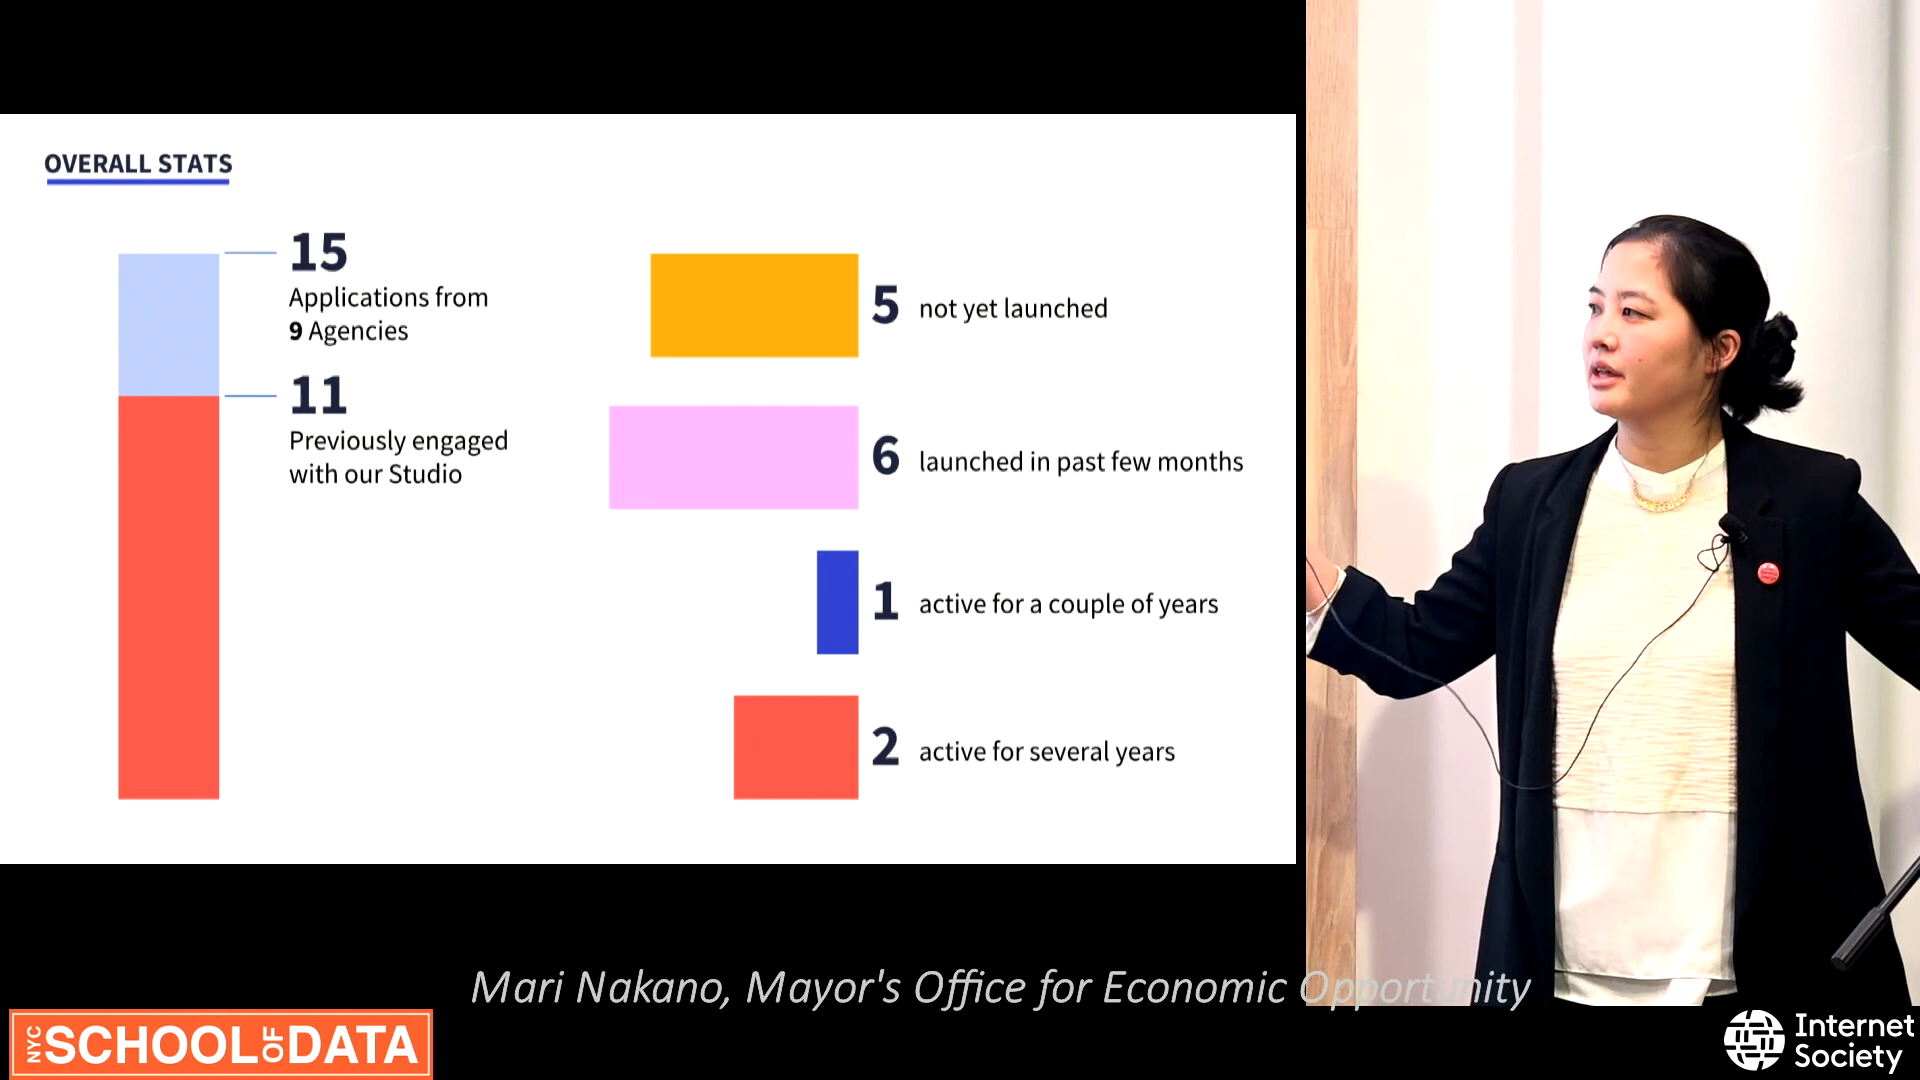 OVERALL STATS
15
Applications from
9 Agencies
11
Previously engaged
with our Studio
5 not yet launched
6 launched in past few months
1 active for a couple of years
2 active for several years
Mari Nakano, Mayor's Office for Economic Opportunity
NYC SCHOOL OF DATA
Internet
Society